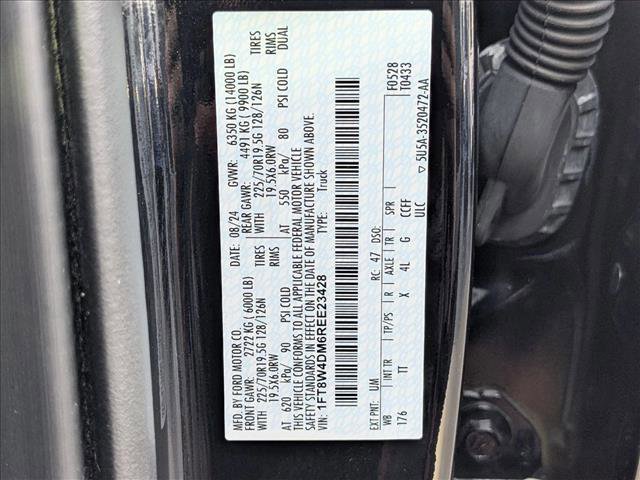 MFD. BY FORD MOTOR CO.
08/24 GVWR: 6350 KG (14000 LB)
FRONT GAWR: 2722 KG ( 6000 LB)
REAR GAWR: 4491 KG ( 9900 LB)
WITH 225/70R19.5G 128/126N TIRES
WITH 225/70R19.5G 128/126N TIRES
19.5X6.0RW RIMS
19.5X6.0RW RIMS
AT 620 kPa/ 90 PSI COLD
AT 550 kPa/ 80 PSI COLD DUAL
THIS VEHICLE CONFORMS TO ALL APPLICABLE FEDERAL MOTOR VEHICLE
SAFETY STANDARDS IN EFFECT ON THE DATE OF MANUFACTURE SHOWN ABOVE.
VIN: 1FT8W4DM6REE23428
TYPE: Truck
F0528
T0433
EXT PNT: UM RC: 47 DSO:
WB INT TR TP/PS R AXLE TR SPR
176 TT X 4L G CCEF
ULC
▽ 5U5A-3520472-AA